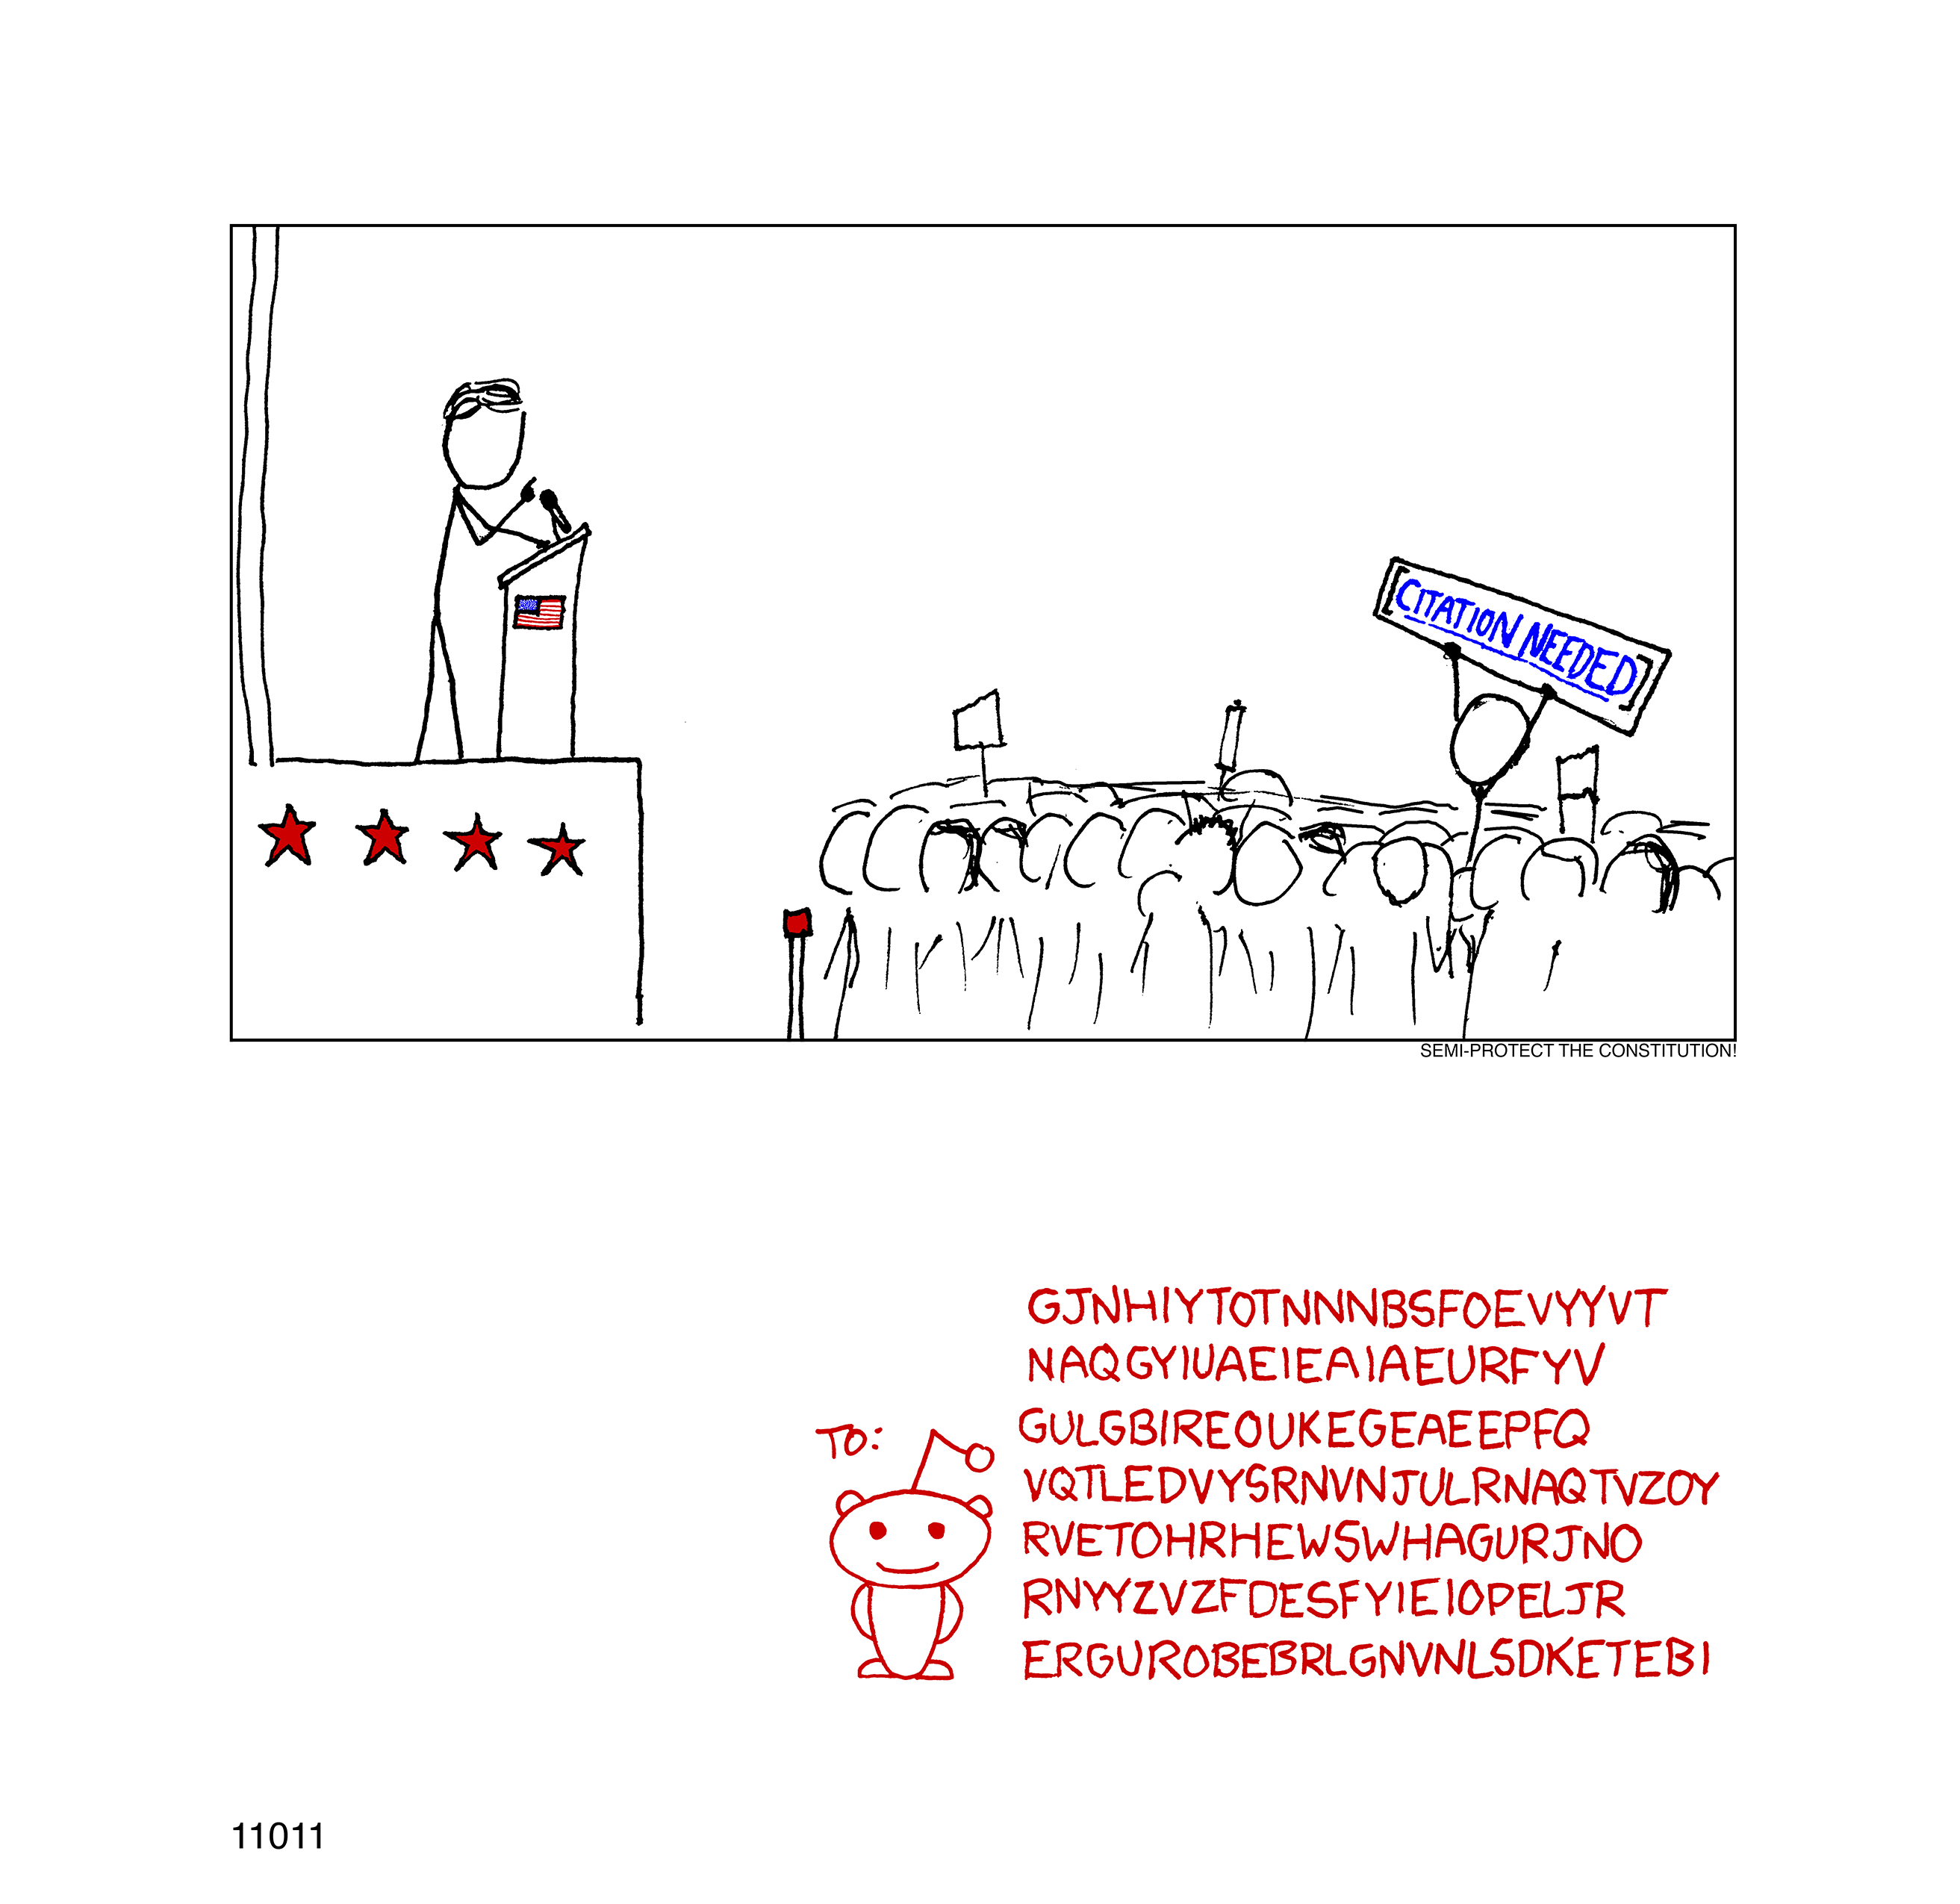 [CITATION NEEDED]
SEMI-PROTECT THE CONSTITUTION!
TO:
GJNHIYTOTNNNBSFOEVYYVT
NAQGYIUAEIEAIAEURFYV
GULGBIREOUKEGEAEEPFQ
VQTLEDVYSRNVNJULRNAQTVZOY
RVETOHRHEWSWHAGURJNO
RNYYZVZFDESFYIEIOPELJR
ERGUROBEBRLGNVNLSDKETEBI
11011